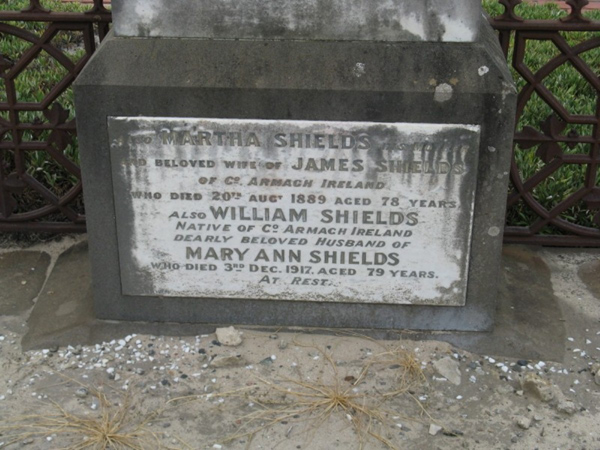 MARTHA SHIELDS
BELOVED WIFE OF JAMES SHIELDS
OF CO. ARMAGH IRELAND
WHO DIED 20TH AUGT 1889 AGED 78 YEARS.
ALSO WILLIAM SHIELDS
NATIVE OF CO ARMAGH IRELAND
DEARLY BELOVED HUSBAND OF
MARY ANN SHIELDS
WHO DIED 3RD DEC. 1917. AGED 79 YEARS.
AT REST.